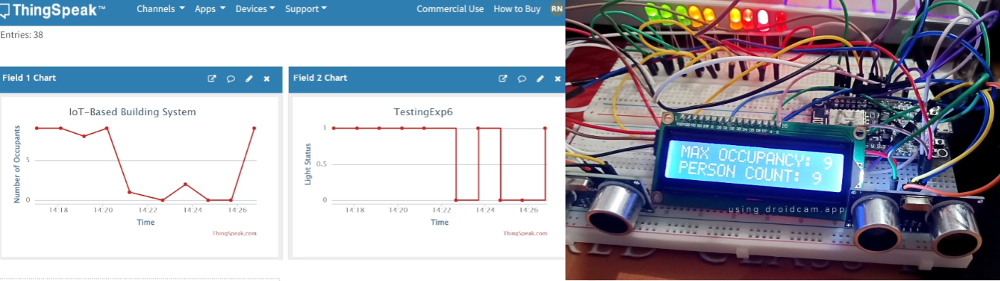 ThingSpeak™
Channels
Apps
Devices
Support
Commercial Use
How to Buy
RN
Entries: 38
Field 1 Chart
IoT-Based Building System
Number of Occupants
5
0
14:18
14:20
14:22
14:24
14:26
Time
ThingSpeak.com
Field 2 Chart
TestingExp6
Light Status
1
0.5
0
14:18
14:20
14:22
14:24
14:26
Time
ThingSpeak.com
MAX OCCUPANCY: 9
PERSON COUNT: 9
using droidcam.app